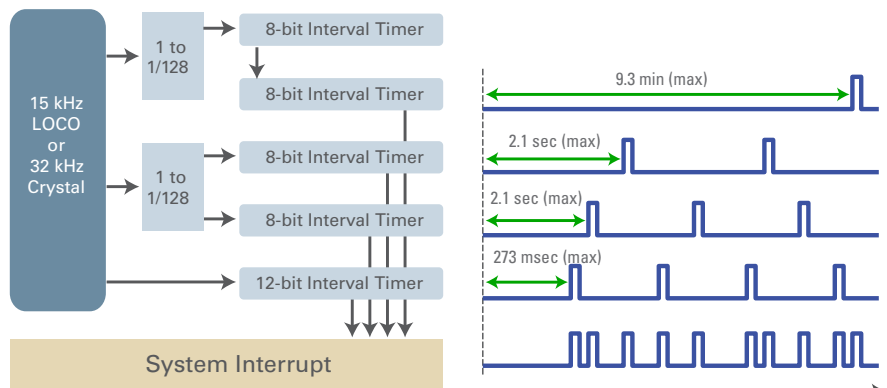 15 kHz
LOCO
or
32 kHz
Crystal
1 to
1/128
8-bit Interval Timer
8-bit Interval Timer
1 to
1/128
8-bit Interval Timer
8-bit Interval Timer
12-bit Interval Timer
System Interrupt
9.3 min (max)
2.1 sec (max)
2.1 sec (max)
273 msec (max)